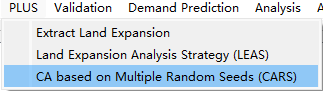 PLUS Validation Demand Prediction Analysis
Extract Land Expansion
Land Expansion Analysis Strategy (LEAS)
CA based on Multiple Random Seeds (CARS)